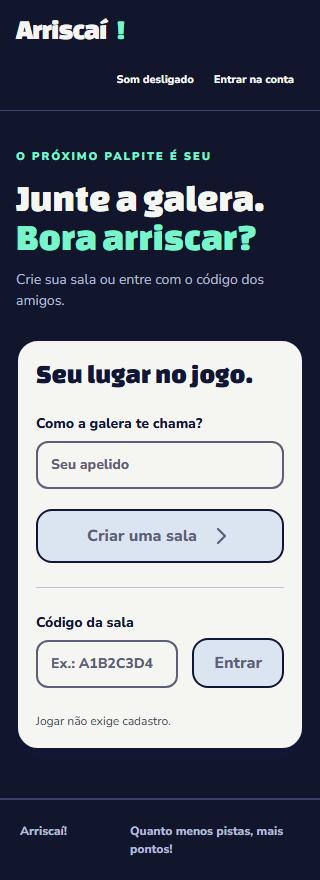 Arriscaí !
Som desligado Entrar na conta
O PRÓXIMO PALPITE É SEU
Junte a galera.
Bora arriscar?
Crie sua sala ou entre com o código dos
amigos.
Seu lugar no jogo.
Como a galera te chama?
Seu apelido
Criar uma sala
Código da sala
Ex.: A1B2C3D4 Entrar
Jogar não exige cadastro.
Arriscaí! Quanto menos pistas, mais
pontos!